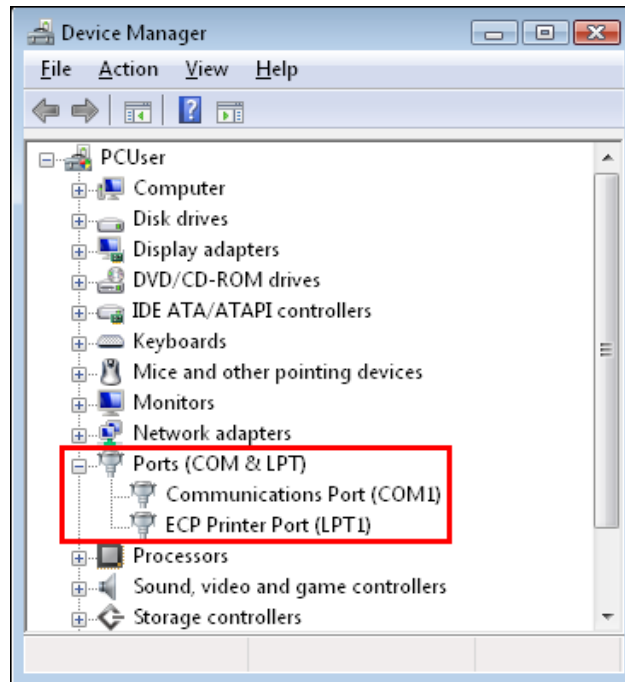 Device Manager
File Action View Help
PCUser
Computer
Disk drives
Display adapters
DVD/CD-ROM drives
IDE ATA/ATAPI controllers
Keyboards
Mice and other pointing devices
Monitors
Network adapters
Ports (COM & LPT)
Communications Port (COM1)
ECP Printer Port (LPT1)
Processors
Sound, video and game controllers
Storage controllers